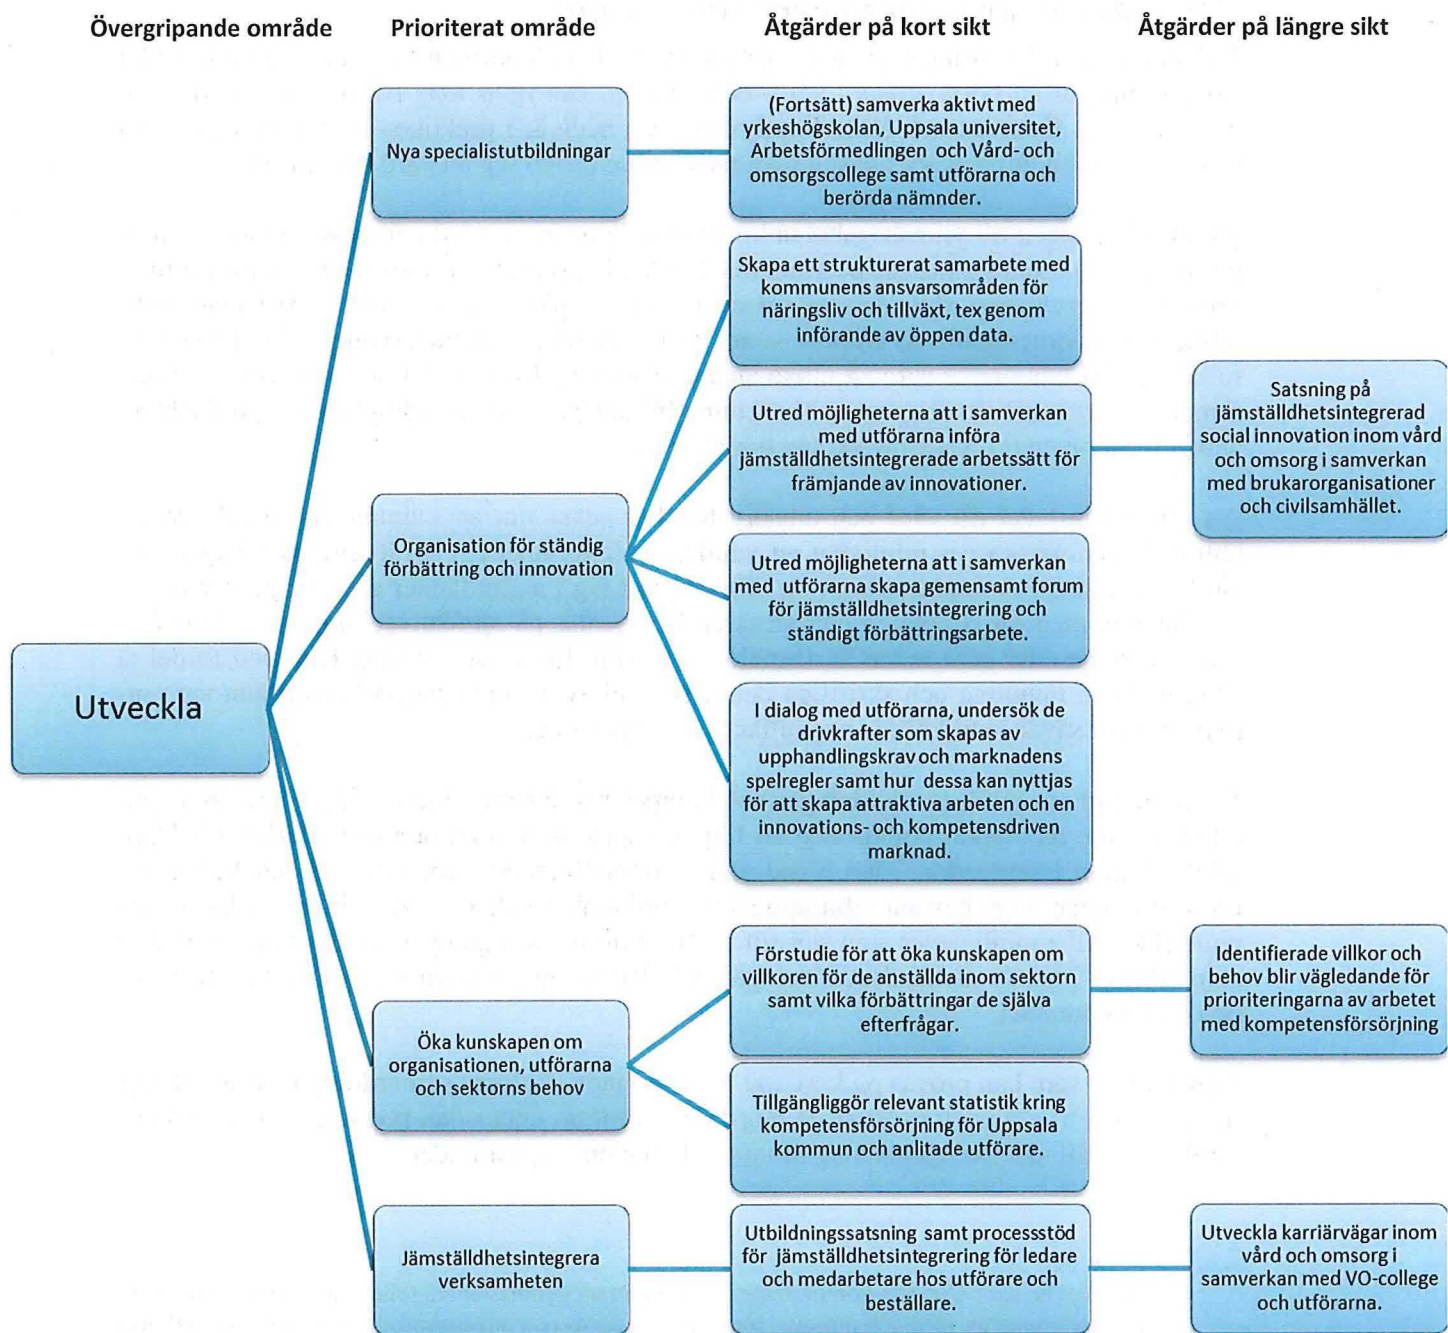 Övergripande område
Prioriterat område
Åtgärder på kort sikt
Åtgärder på längre sikt
Utveckla
Nya specialistutbildningar
(Fortsätt) samverka aktivt med
yrkeshögskolan, Uppsala universitet,
Arbetsförmedlingen och Vård- och
omsorgscollege samt utförarna och
berörda nämnder.
Organisation för ständig
förbättring och innovation
Skapa ett strukturerat samarbete med
kommunens ansvarsområden för
näringsliv och tillväxt, tex genom
införande av öppen data.
Utred möjligheterna att i samverkan
med utförarna införa
jämställdhetsintegrerade arbetssätt för
främjande av innovationer.
Satsning på
jämställdhetsintegrerad
social innovation inom vård
och omsorg i samverkan
med brukarorganisationer
och civilsamhället.
Utred möjligheterna att i samverkan
med utförarna skapa gemensamt forum
för jämställdhetsintegrering och
ständigt förbättringsarbete.
I dialog med utförarna, undersök de
drivkrafter som skapas av
upphandlingskrav och marknadens
spelregler samt hur dessa kan nyttjas
för att skapa attraktiva arbeten och en
innovations- och kompetensdriven
marknad.
Öka kunskapen om
organisationen, utförarna
och sektorns behov
Förstudie för att öka kunskapen om
villkoren för de anställda inom sektorn
samt vilka förbättringar de själva
efterfrågar.
Identifierade villkor och
behov blir vägledande för
prioriteringarna av arbetet
med kompetensförsörjning
Tillgängliggör relevant statistik kring
kompetensförsörjning för Uppsala
kommun och anlitade utförare.
Jämställdhetsintegrera
verksamheten
Utbildningssatsning samt processtöd
för jämställdhetsintegrering för ledare
och medarbetare hos utförare och
beställare.
Utveckla karriärvägar inom
vård och omsorg i
samverkan med VO-college
och utförarna.